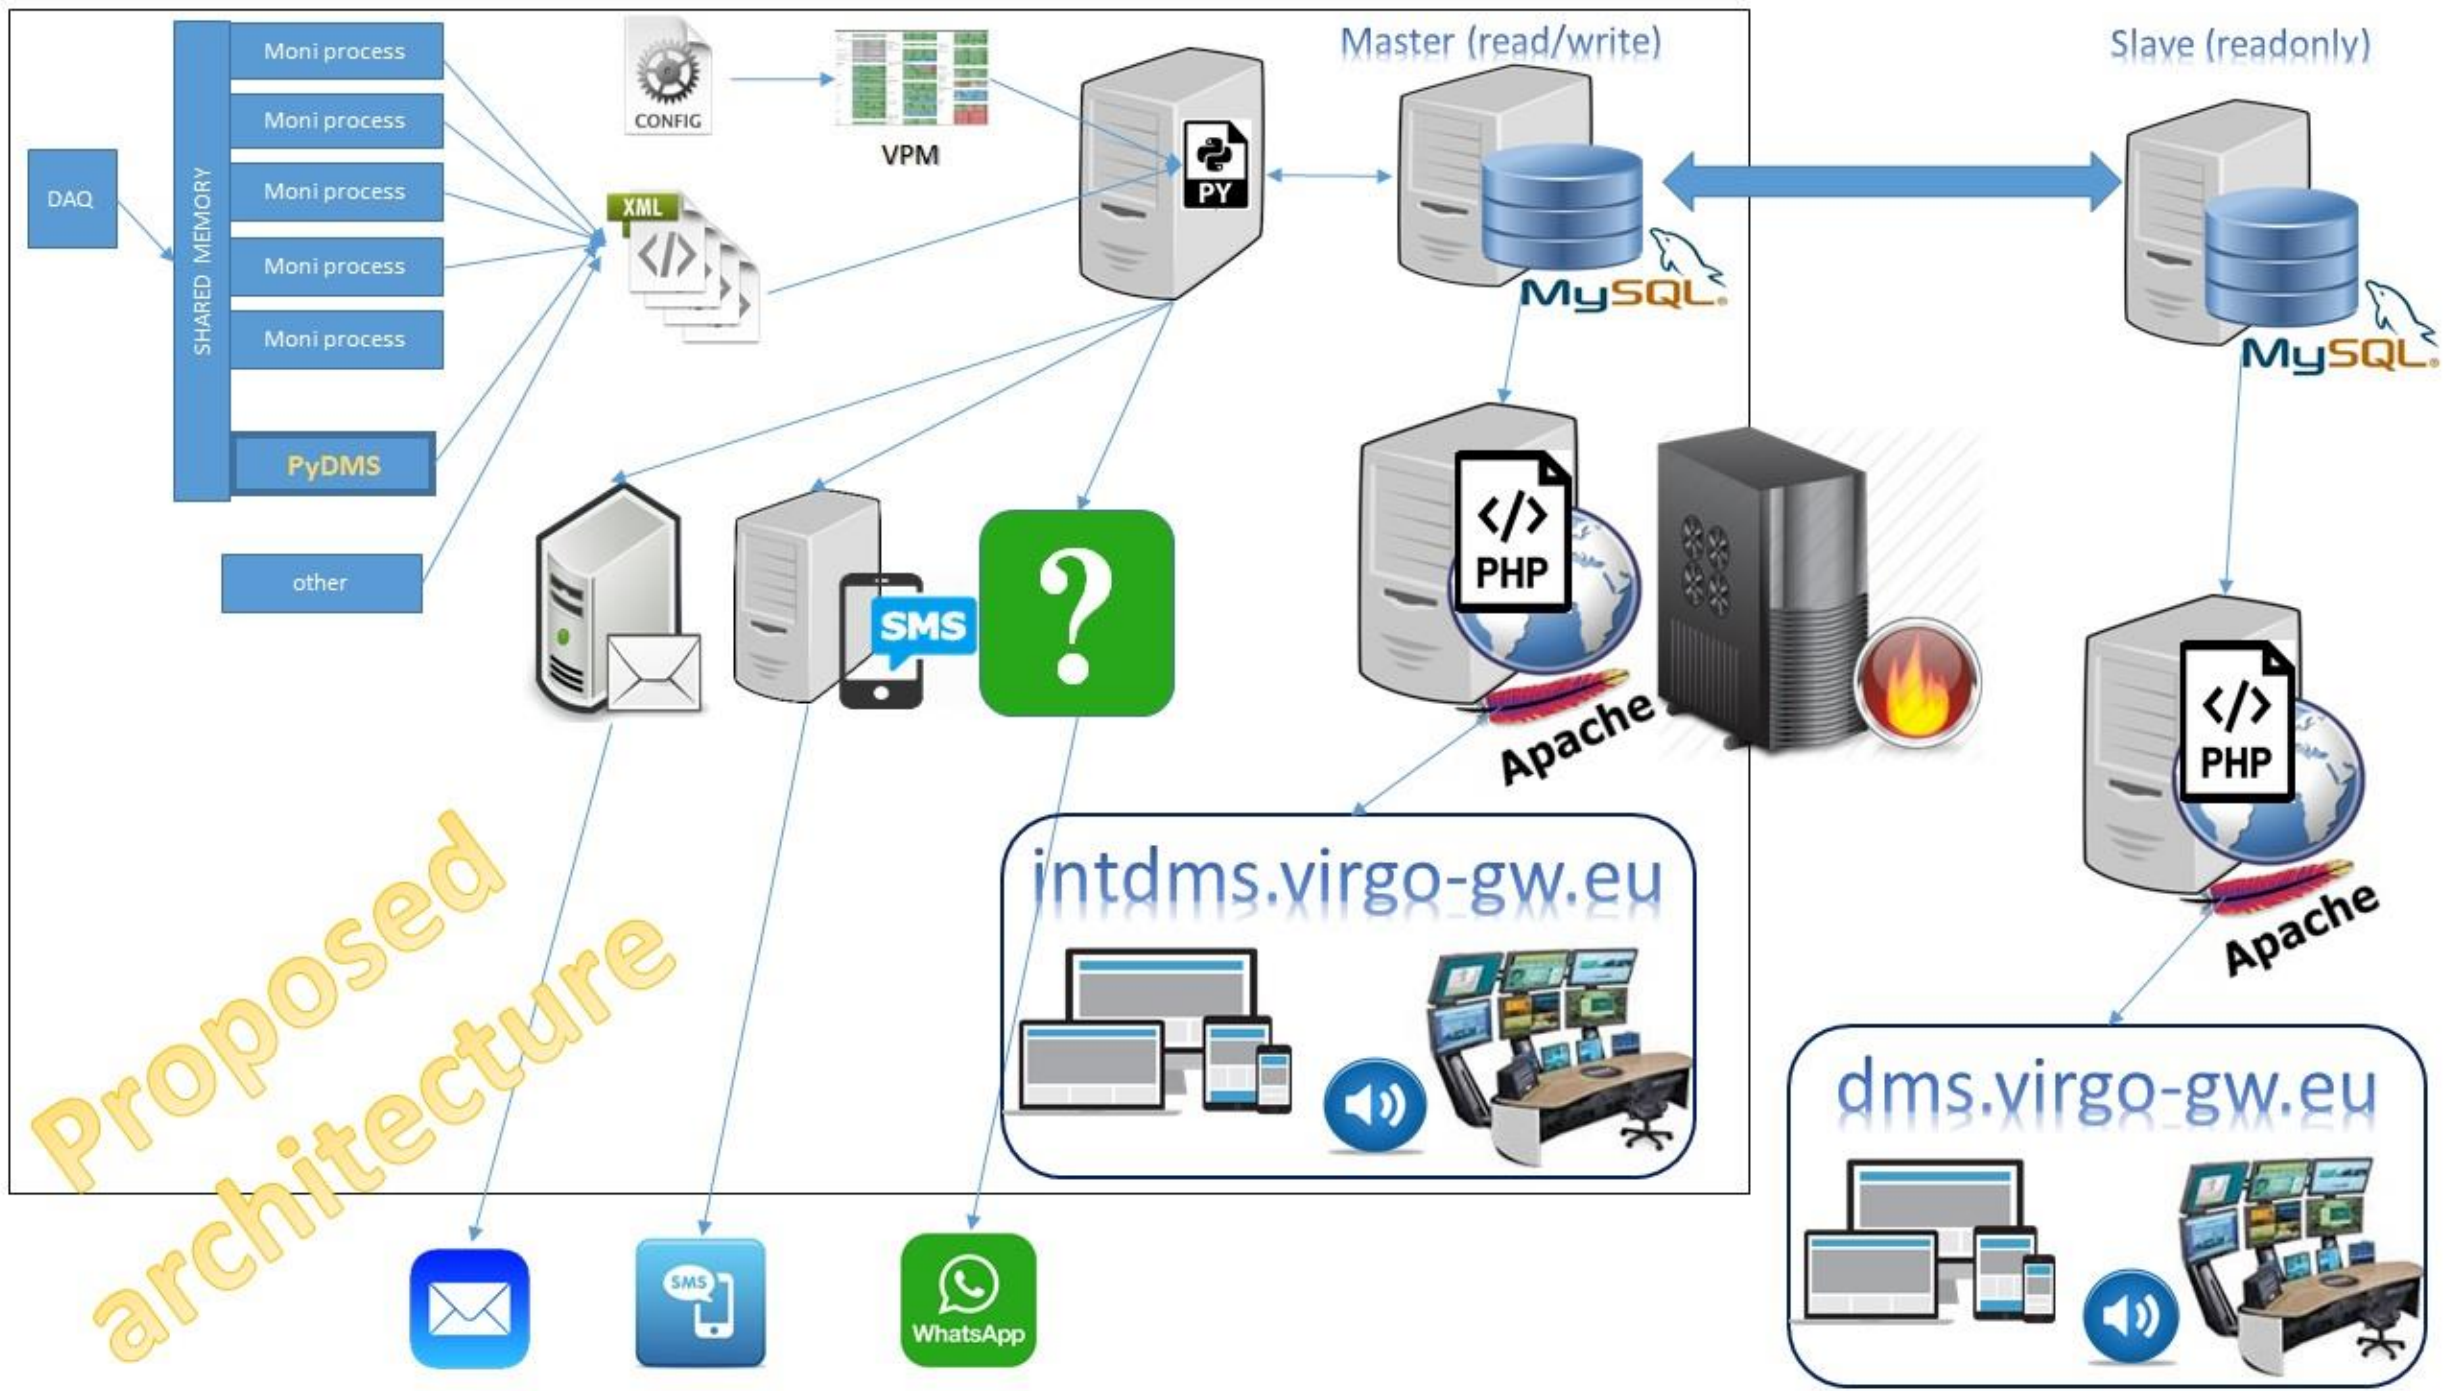 Moni process
Moni process
Moni process
Moni process
Moni process
DAQ
SHARED MEMORY
PyDMS
other
CONFIG
VPM
XML
</>
PY
Master (read/write)
MySQL
Slave (readonly)
MySQL
SMS
?
</>
PHP
Apache
</>
PHP
Apache
intdms.virgo-gw.eu
dms.virgo-gw.eu
Proposed
architecture
SMS
WhatsApp